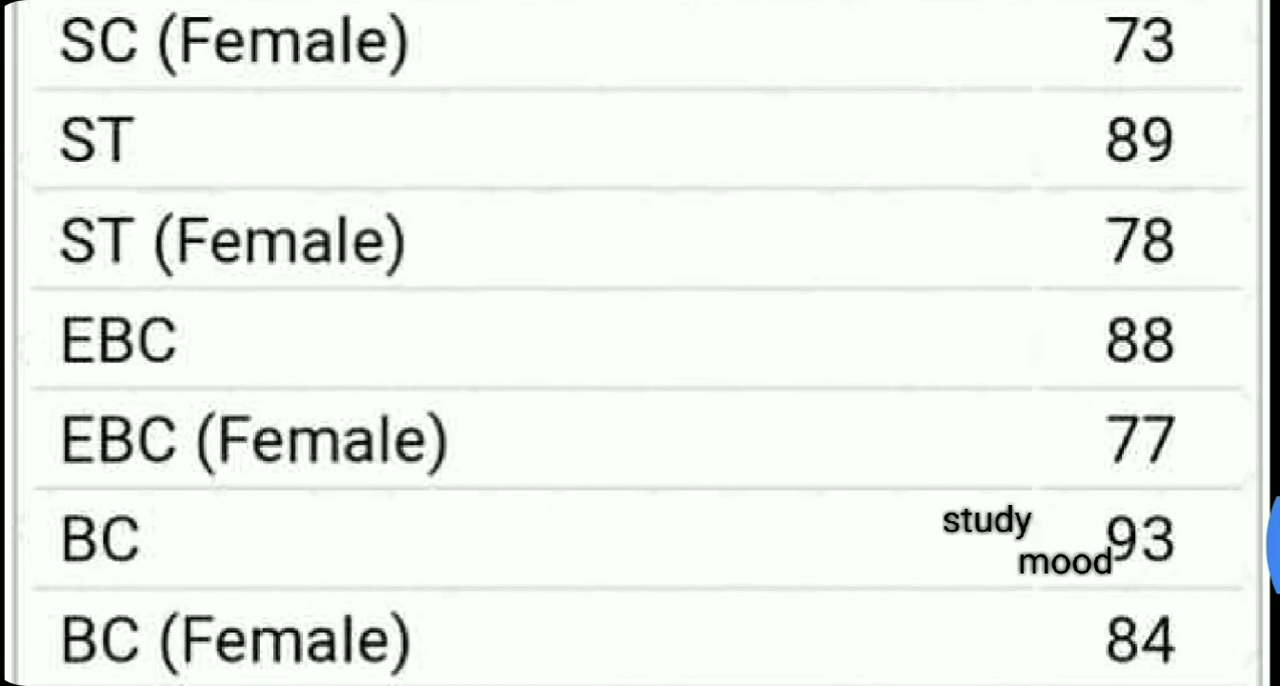 SC (Female) 73
ST 89
ST (Female) 78
EBC 88
EBC (Female) 77
BC 93
study
mood
BC (Female) 84